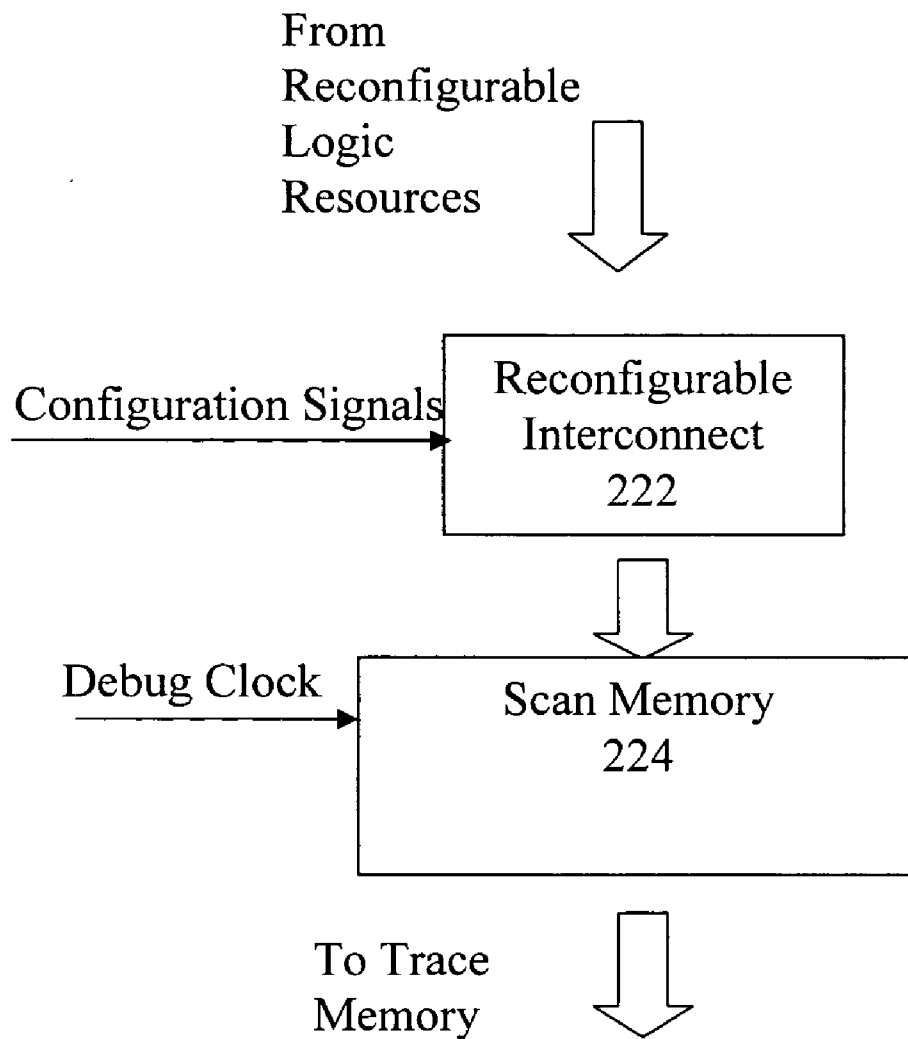 From
Reconfigurable
Logic
Resources
Configuration Signals
Reconfigurable
Interconnect
222
Debug Clock
Scan Memory
224
To Trace
Memory